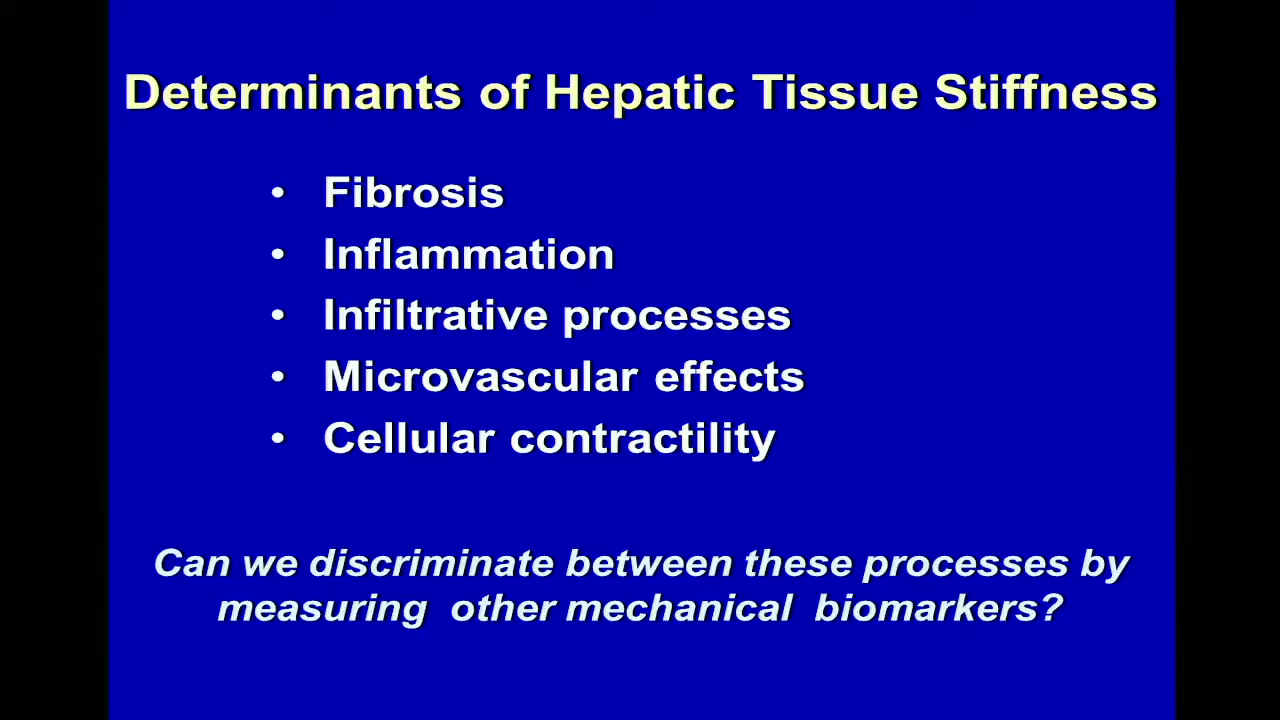 Determinants of Hepatic Tissue Stiffness
• Fibrosis
• Inflammation
• Infiltrative processes
• Microvascular effects
• Cellular contractility
Can we discriminate between these processes by
measuring other mechanical biomarkers?